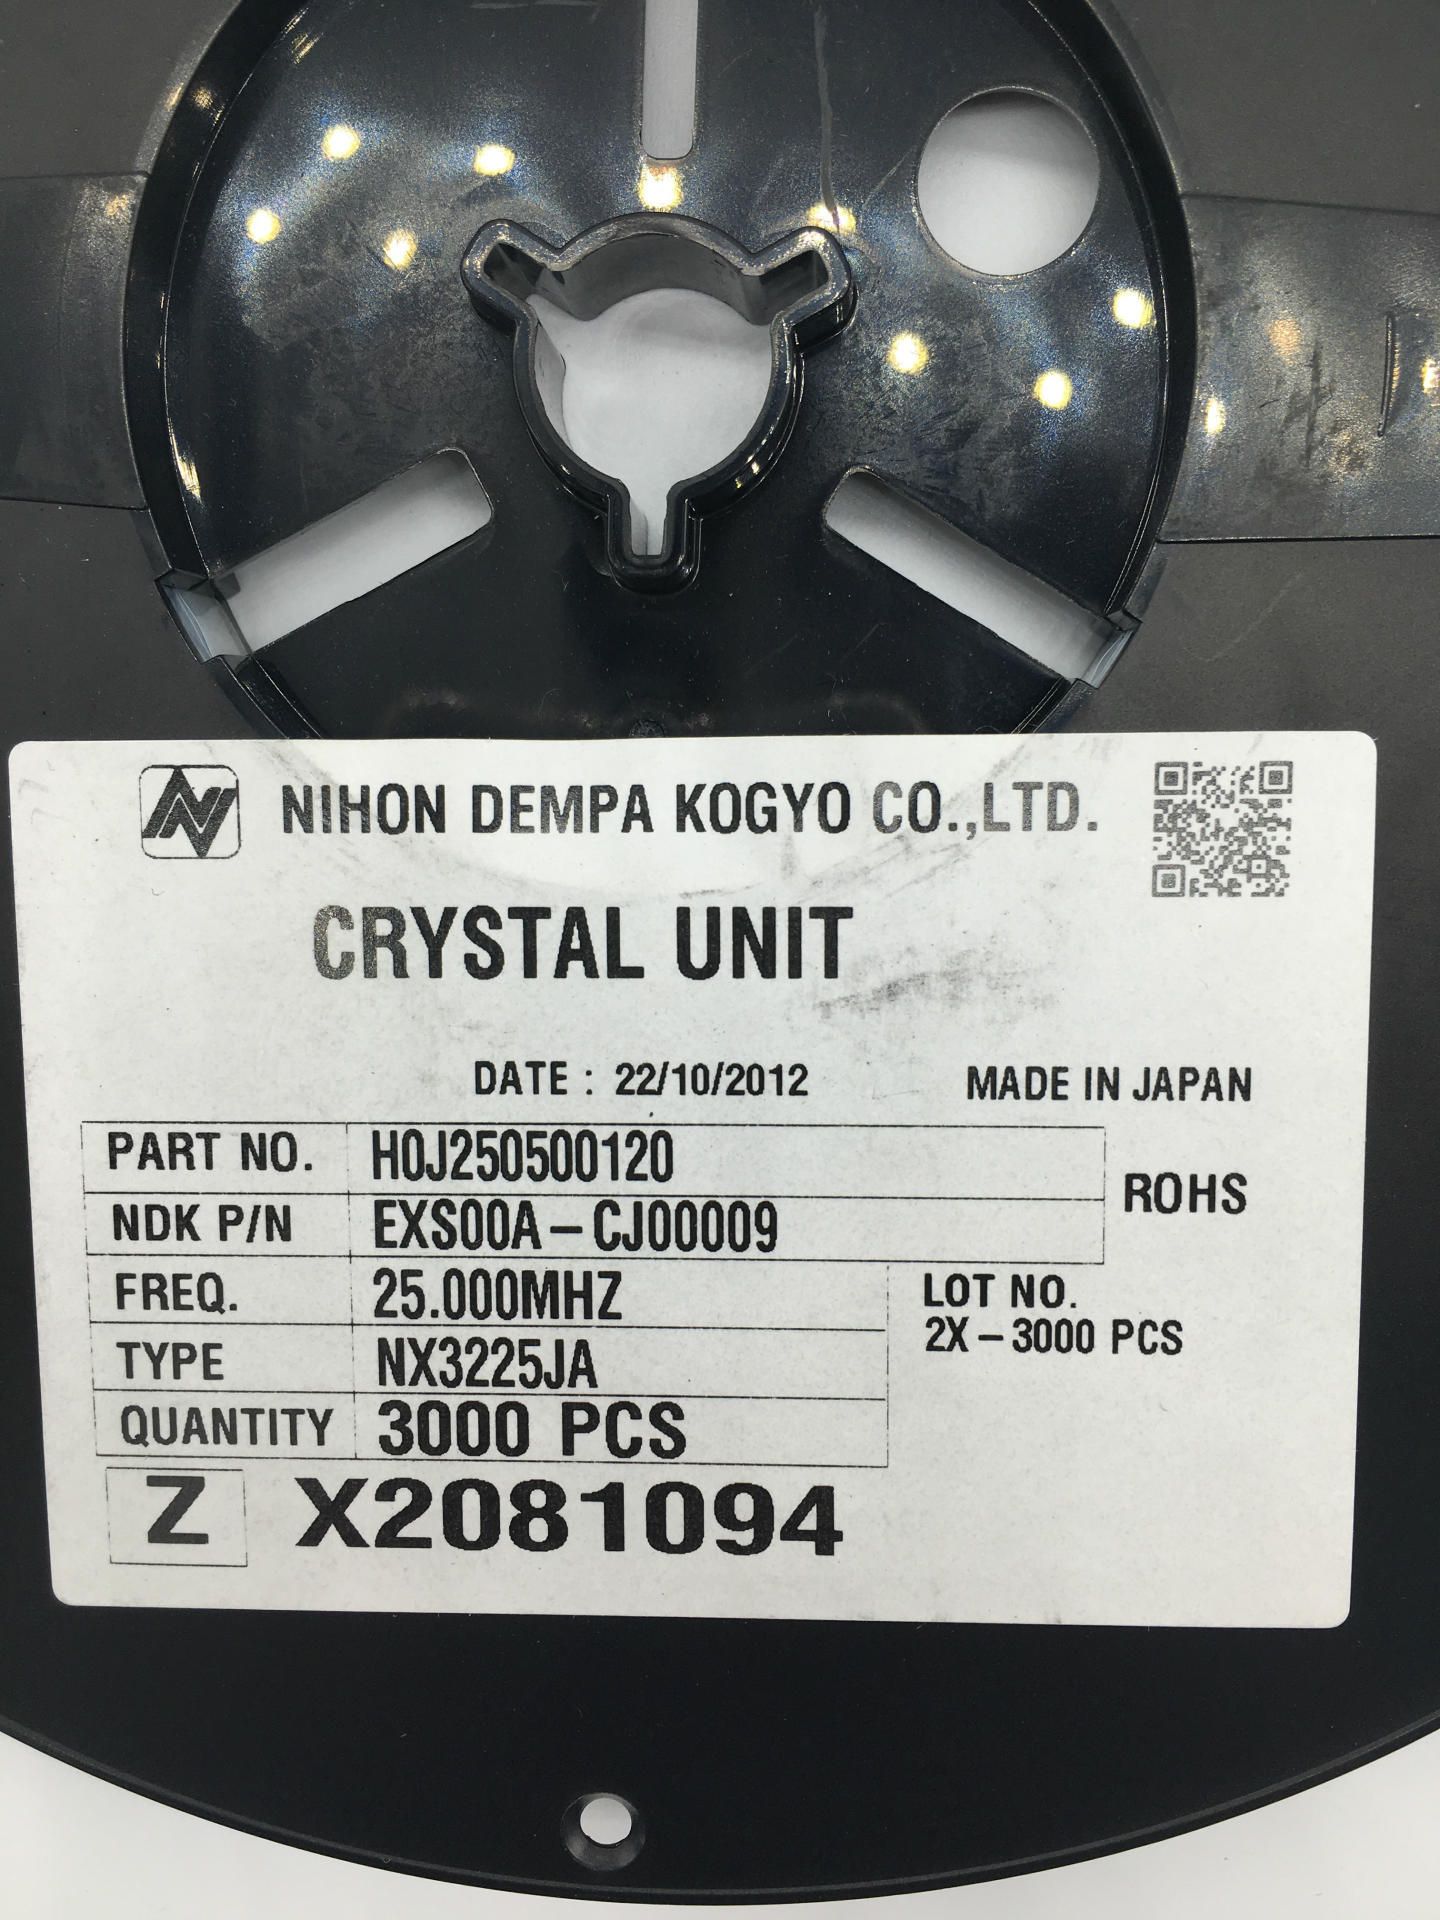 NIHON DEMPA KOGYO CO.,LTD.
CRYSTAL UNIT
DATE : 22/10/2012 MADE IN JAPAN
PART NO. H0J250500120
ROHS
NDK P/N EXS00A-CJ00009
FREQ. 25.000MHZ
LOT NO.
2X-3000 PCS
TYPE NX3225JA
QUANTITY 3000 PCS
Z X2081094